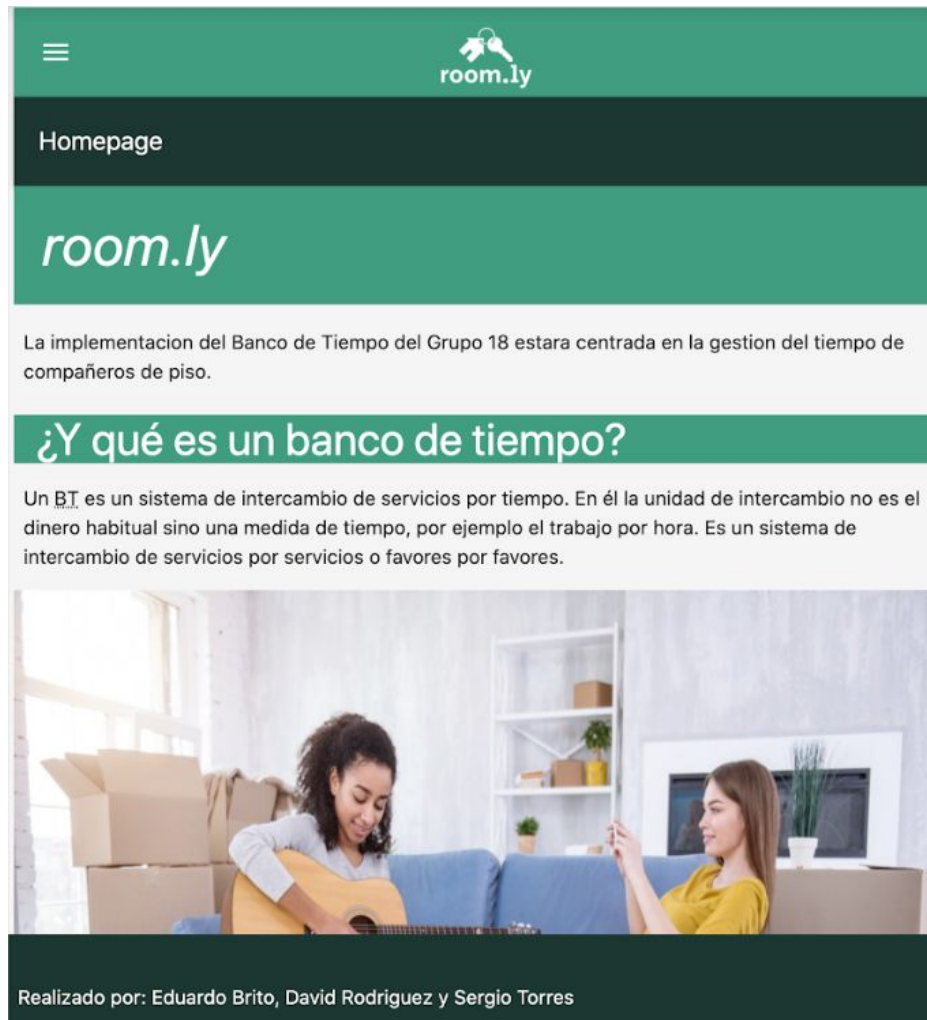 room.ly
Homepage
room.ly
La implementacion del Banco de Tiempo del Grupo 18 estara centrada en la gestion del tiempo de
compañeros de piso.
¿Y qué es un banco de tiempo?
Un BT es un sistema de intercambio de servicios por tiempo. En él la unidad de intercambio no es el
dinero habitual sino una medida de tiempo, por ejemplo el trabajo por hora. Es un sistema de
intercambio de servicios por servicios o favores por favores.
Realizado por: Eduardo Brito, David Rodriguez y Sergio Torres